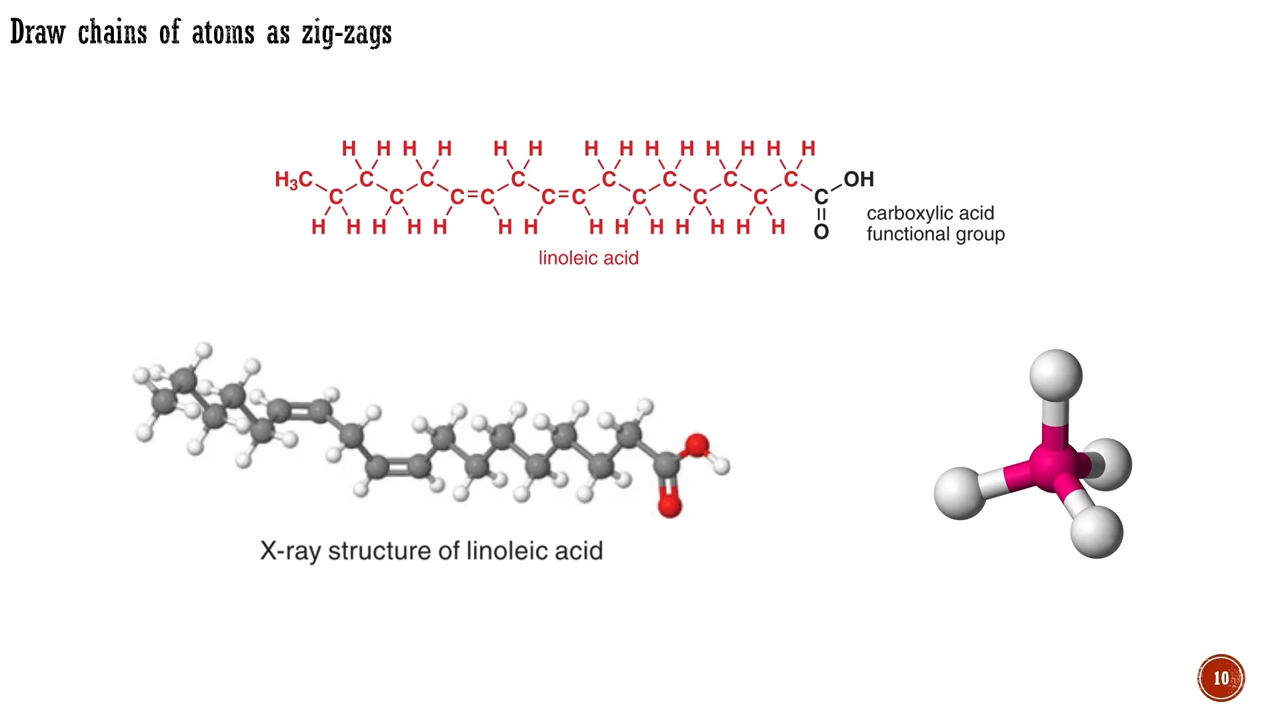 Draw chains of atoms as zig-zags
H H H H H H H H H H H H H H
H₃C C C C C C C C OH
C C C=C C=C C C C C
H H H H H H H H H H H H H H O
carboxylic acid
functional group
linoleic acid
X-ray structure of linoleic acid
10